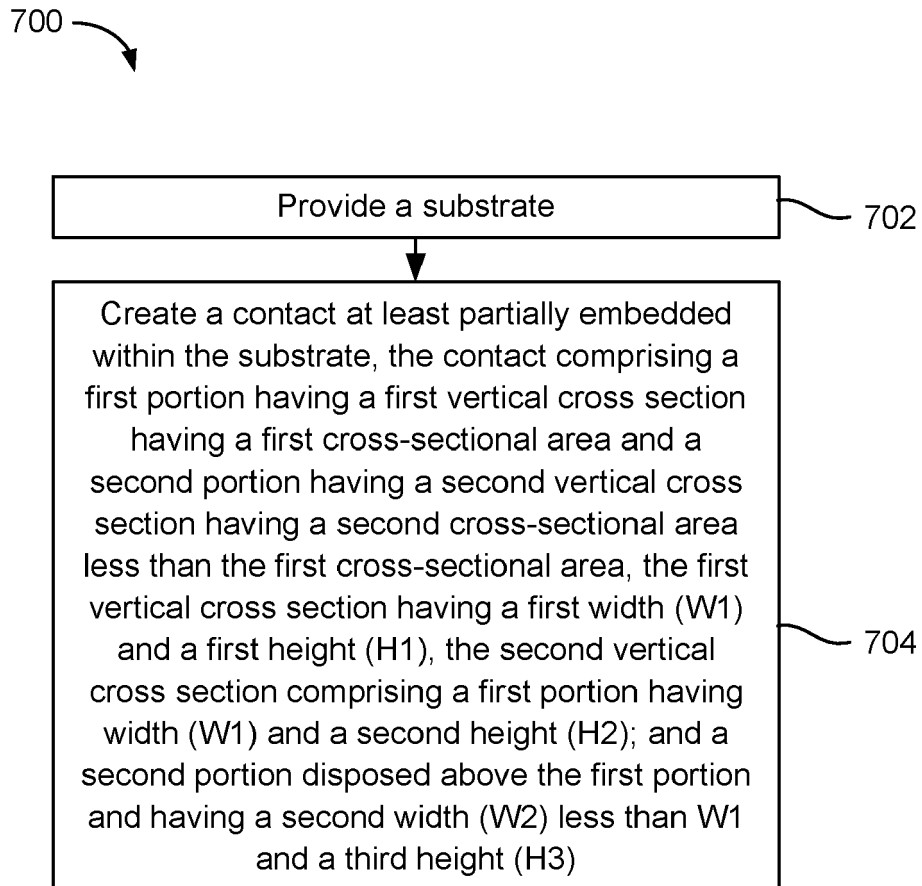 700
Provide a substrate
702
Create a contact at least partially embedded
within the substrate, the contact comprising a
first portion having a first vertical cross section
having a first cross-sectional area and a
second portion having a second vertical cross
section having a second cross-sectional area
less than the first cross-sectional area, the first
vertical cross section having a first width (W1)
and a first height (H1), the second vertical
cross section comprising a first portion having
width (W1) and a second height (H2); and a
second portion disposed above the first portion
and having a second width (W2) less than W1
and a third height (H3)
704